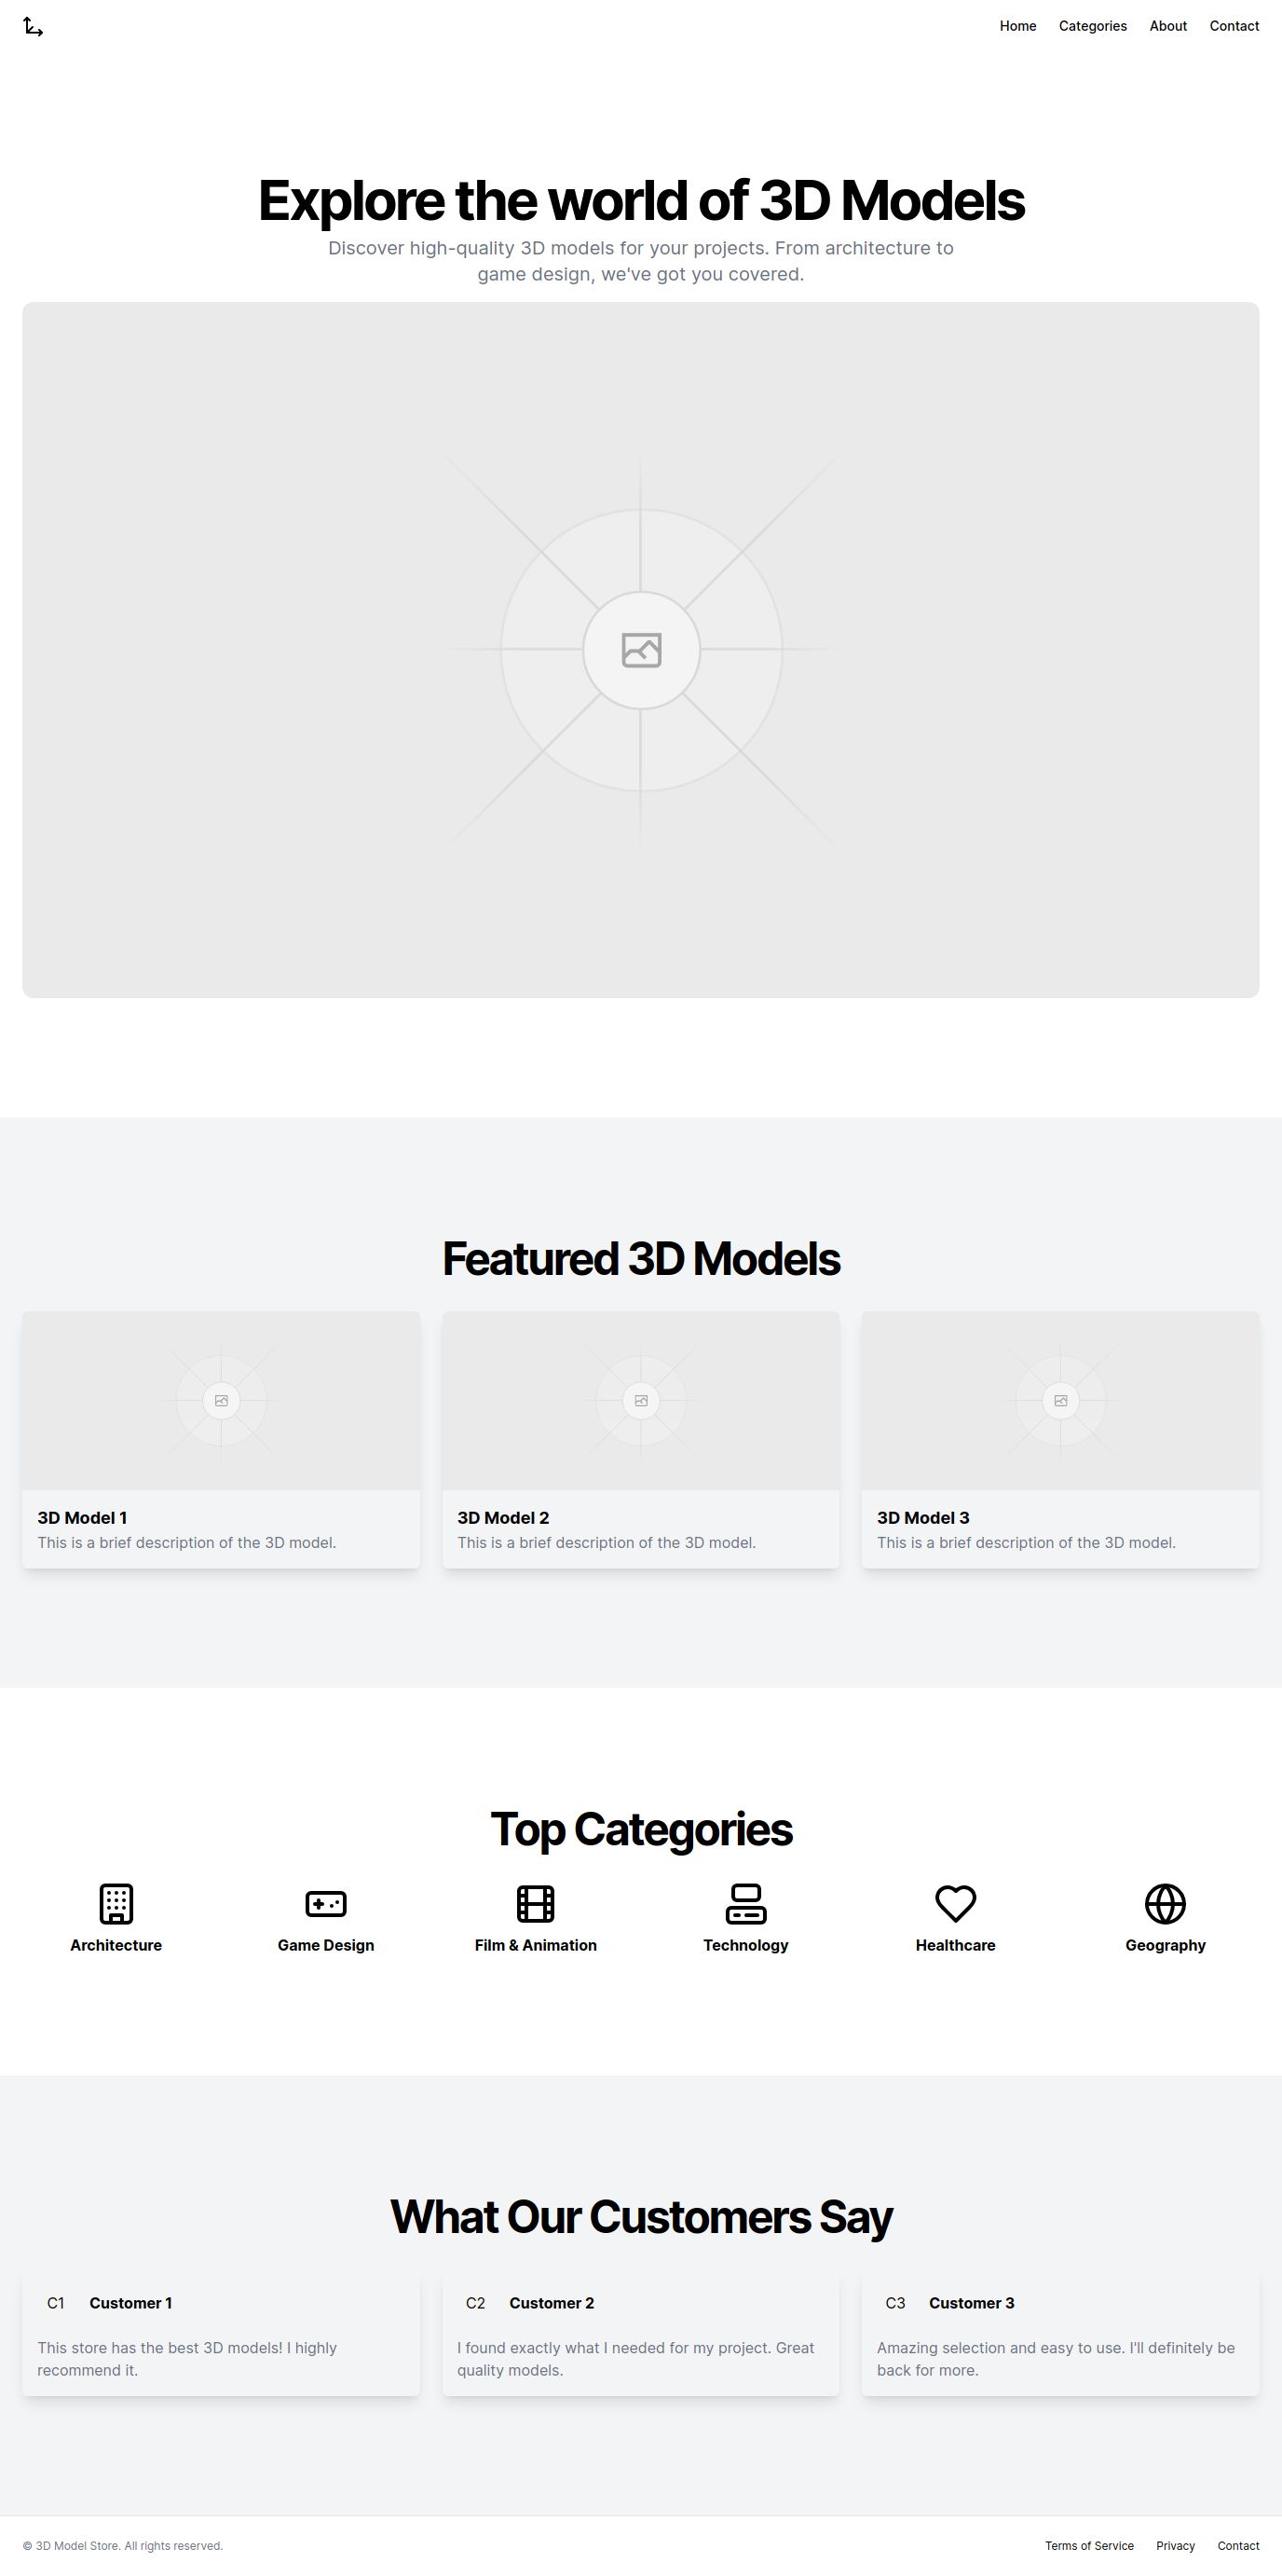 Home Categories About Contact
Explore the world of 3D Models
Discover high-quality 3D models for your projects. From architecture to
game design, we've got you covered.
Featured 3D Models
3D Model 1
This is a brief description of the 3D model.
3D Model 2
This is a brief description of the 3D model.
3D Model 3
This is a brief description of the 3D model.
Top Categories
Architecture
Game Design
Film & Animation
Technology
Healthcare
Geography
What Our Customers Say
C1 Customer 1
This store has the best 3D models! I highly
recommend it.
C2 Customer 2
I found exactly what I needed for my project. Great
quality models.
C3 Customer 3
Amazing selection and easy to use. I'll definitely be
back for more.
© 3D Model Store. All rights reserved.
Terms of Service Privacy Contact